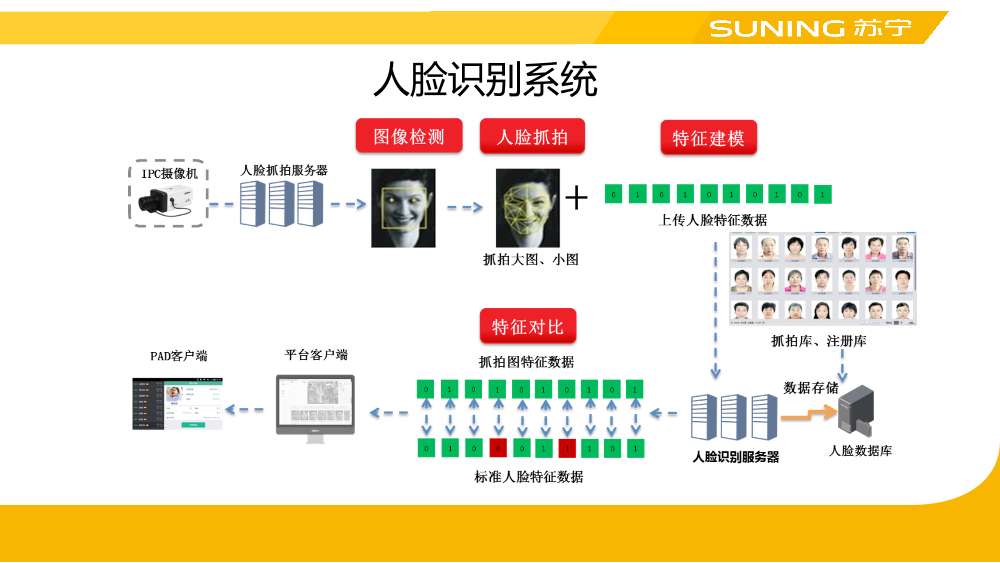 SUNING 苏宁
人脸识别系统
图像检测
人脸抓拍
特征建模
IPC摄像机
人脸抓拍服务器
0 1 0 1 0 1 0 1 0 1
上传人脸特征数据
抓拍大图、小图
抓拍库、注册库
特征对比
抓拍图特征数据
PAD客户端
平台客户端
0 1 0 1 0 1 0 1 0 1
数据存储
0 1 0 0 0 1 1 1 0 1
人脸识别服务器
人脸数据库
标准人脸特征数据